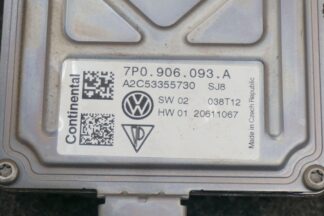 Continental
7P0.906.093.A
A2C53355730 SJ8
SW 02 038T12
HW 01 20611067
Made in Czech Republic